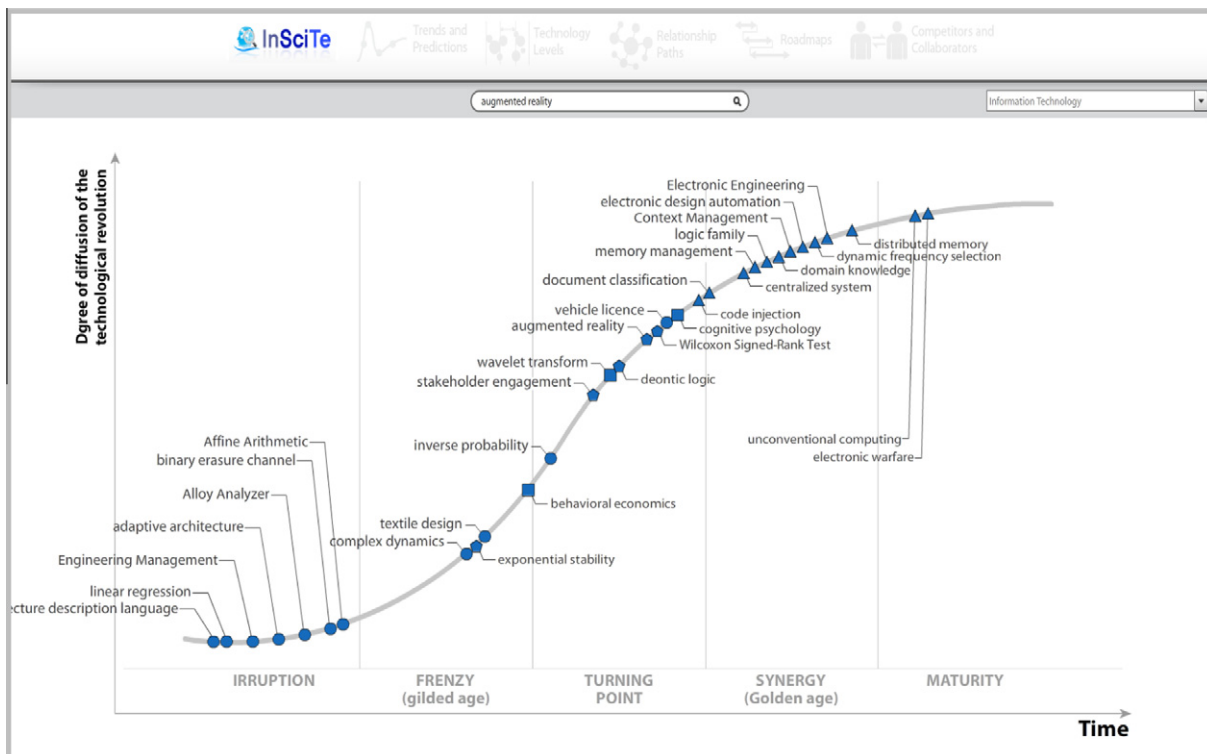 InSciTe
Trends and
Predictions
Technology
Levels
Relationship
Paths
Roadmaps
Competitors and
Collaborators
augmented reality
Information Technology
Dgree of diffusion of the
technological revolution
Electronic Engineering
electronic design automation
Context Management
logic family
memory management
document classification
vehicle licence
augmented reality
wavelet transform
stakeholder engagement
inverse probability
textile design
complex dynamics
Affine Arithmetic
binary erasure channel
Alloy Analyzer
adaptive architecture
Engineering Management
linear regression
ecture description language
distributed memory
dynamic frequency selection
domain knowledge
centralized system
code injection
cognitive psychology
Wilcoxon Signed-Rank Test
deontic logic
behavioral economics
exponential stability
unconventional computing
electronic warfare
IRRUPTION
FRENZY
(gilded age)
TURNING
POINT
SYNERGY
(Golden age)
MATURITY
Time